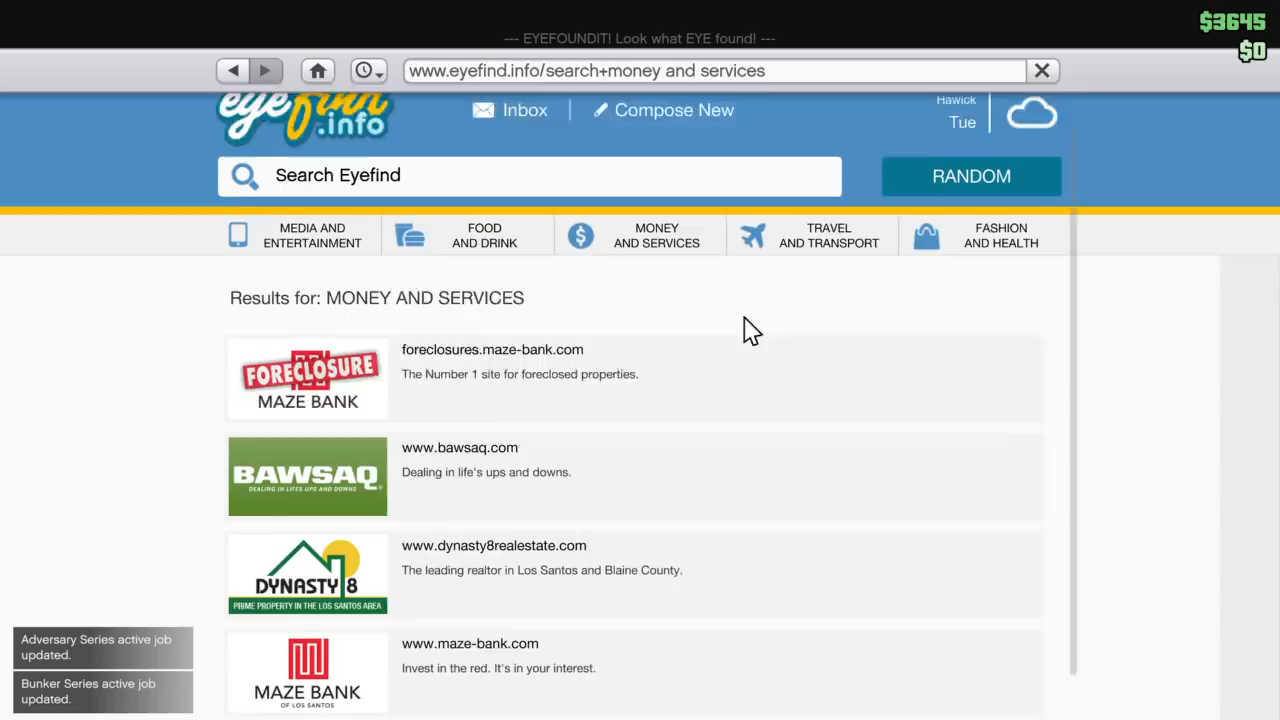 $3645
--- EYEFOUNDIT! Look what EYE found! ---
$0
www.eyefind.info/search+money and services
eyefind
.info
Inbox
Compose New
Hawick
Tue
Search Eyefind
RANDOM
MEDIA AND
ENTERTAINMENT
FOOD
AND DRINK
MONEY
AND SERVICES
TRAVEL
AND TRANSPORT
FASHION
AND HEALTH
Results for: MONEY AND SERVICES
FORECLOSURE
MAZE BANK
foreclosures.maze-bank.com
The Number 1 site for foreclosed properties.
BAWSAQ
DEALING IN LIFE'S UPS AND DOWNS
www.bawsaq.com
Dealing in life's ups and downs.
DYNASTY 8
PRIME PROPERTY IN THE LOS SANTOS AREA
www.dynasty8realestate.com
The leading realtor in Los Santos and Blaine County.
MAZE BANK
OF LOS SANTOS
www.maze-bank.com
Invest in the red. It's in your interest.
Adversary Series active job
updated.
Bunker Series active job
updated.